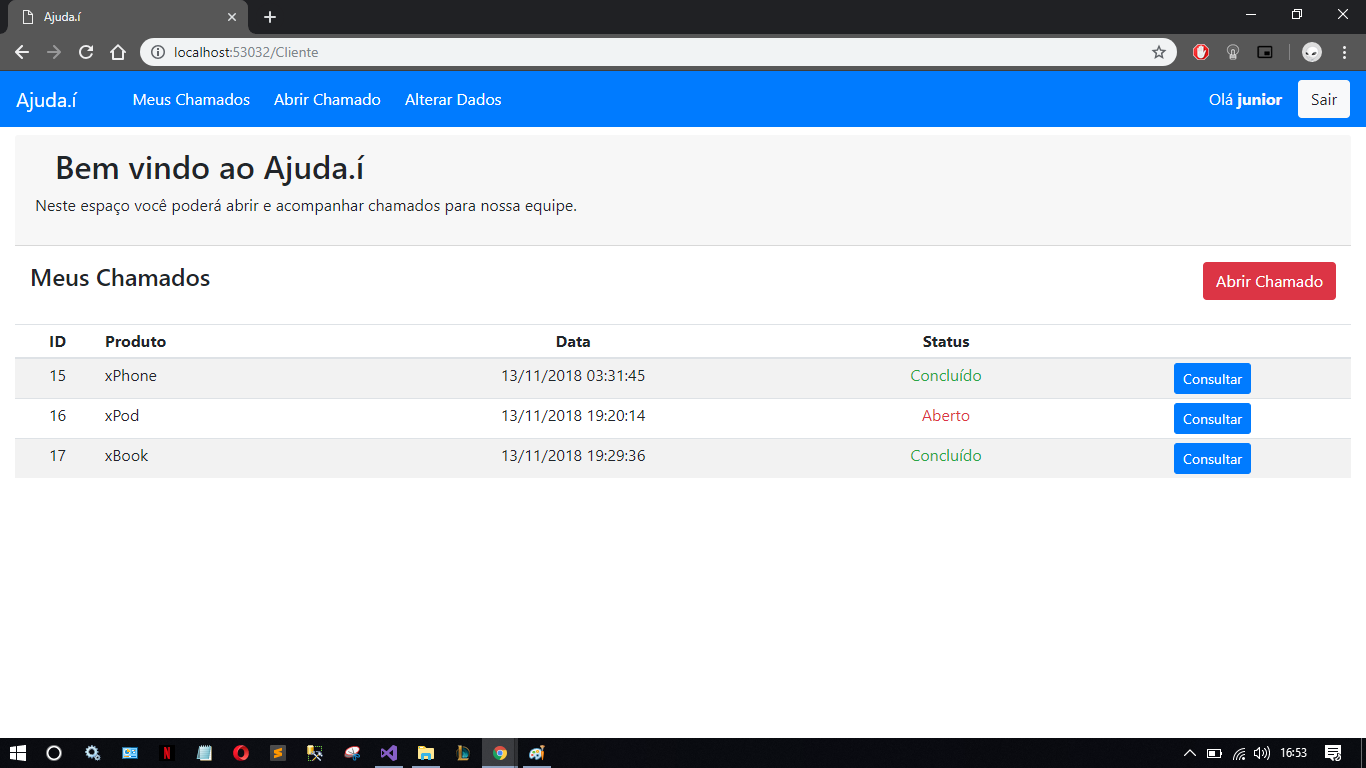 Ajuda.í
localhost:53032/Cliente
Ajuda.í Meus Chamados Abrir Chamado Alterar Dados Olá junior Sair
Bem vindo ao Ajuda.í
Neste espaço você poderá abrir e acompanhar chamados para nossa equipe.
Meus Chamados Abrir Chamado
ID Produto Data Status
15 xPhone 13/11/2018 03:31:45 Concluído Consultar
16 xPod 13/11/2018 19:20:14 Aberto Consultar
17 xBook 13/11/2018 19:29:36 Concluído Consultar
16:53